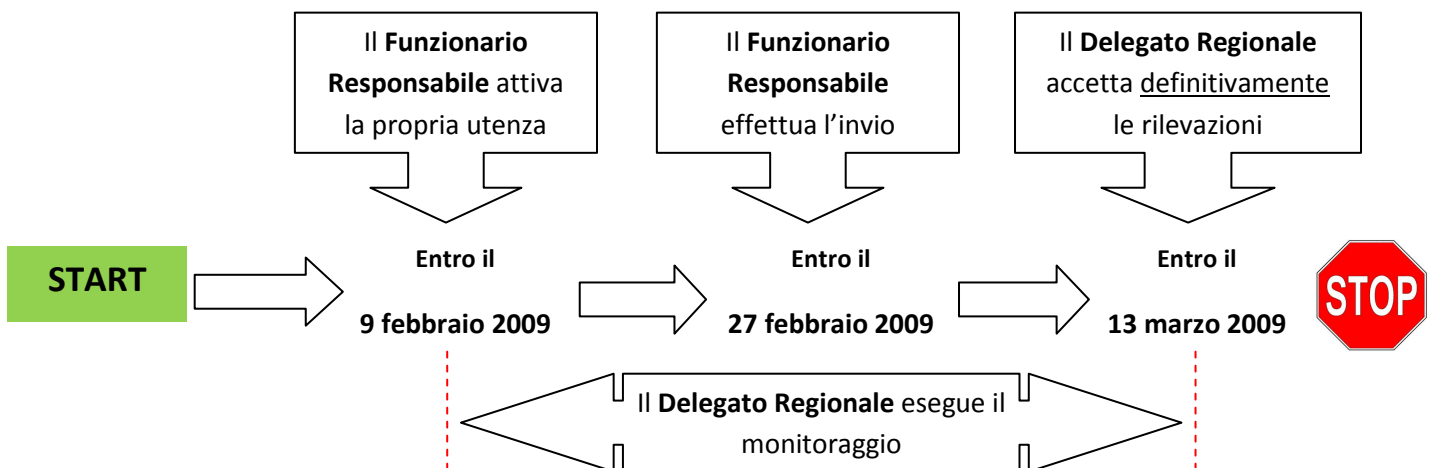 Il Funzionario
Responsabile attiva
la propria utenza
Il Funzionario
Responsabile
effettua l’invio
Il Delegato Regionale
accetta definitivamente
le rilevazioni
START
Entro il
9 febbraio 2009
Entro il
27 febbraio 2009
Entro il
13 marzo 2009
STOP
Il Delegato Regionale esegue il
monitoraggio